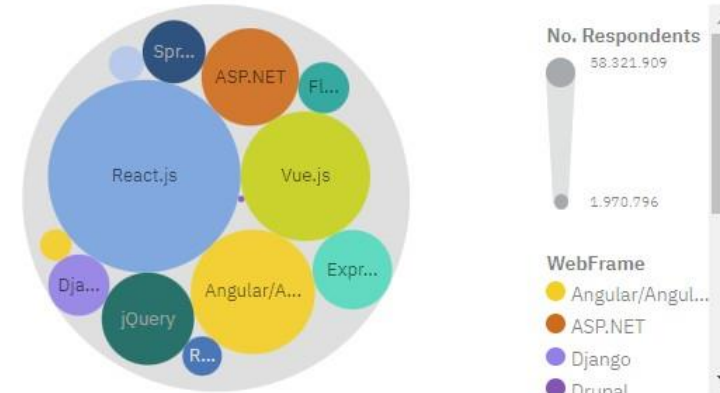 Spr...
ASP.NET
Fl...
React.js
Vue.js
Dja...
jQuery
Angular/A...
Expr...
R...
No. Respondents
58.321.909
1.970.796
WebFrame
Angular/Angul...
ASP.NET
Django
Drupal